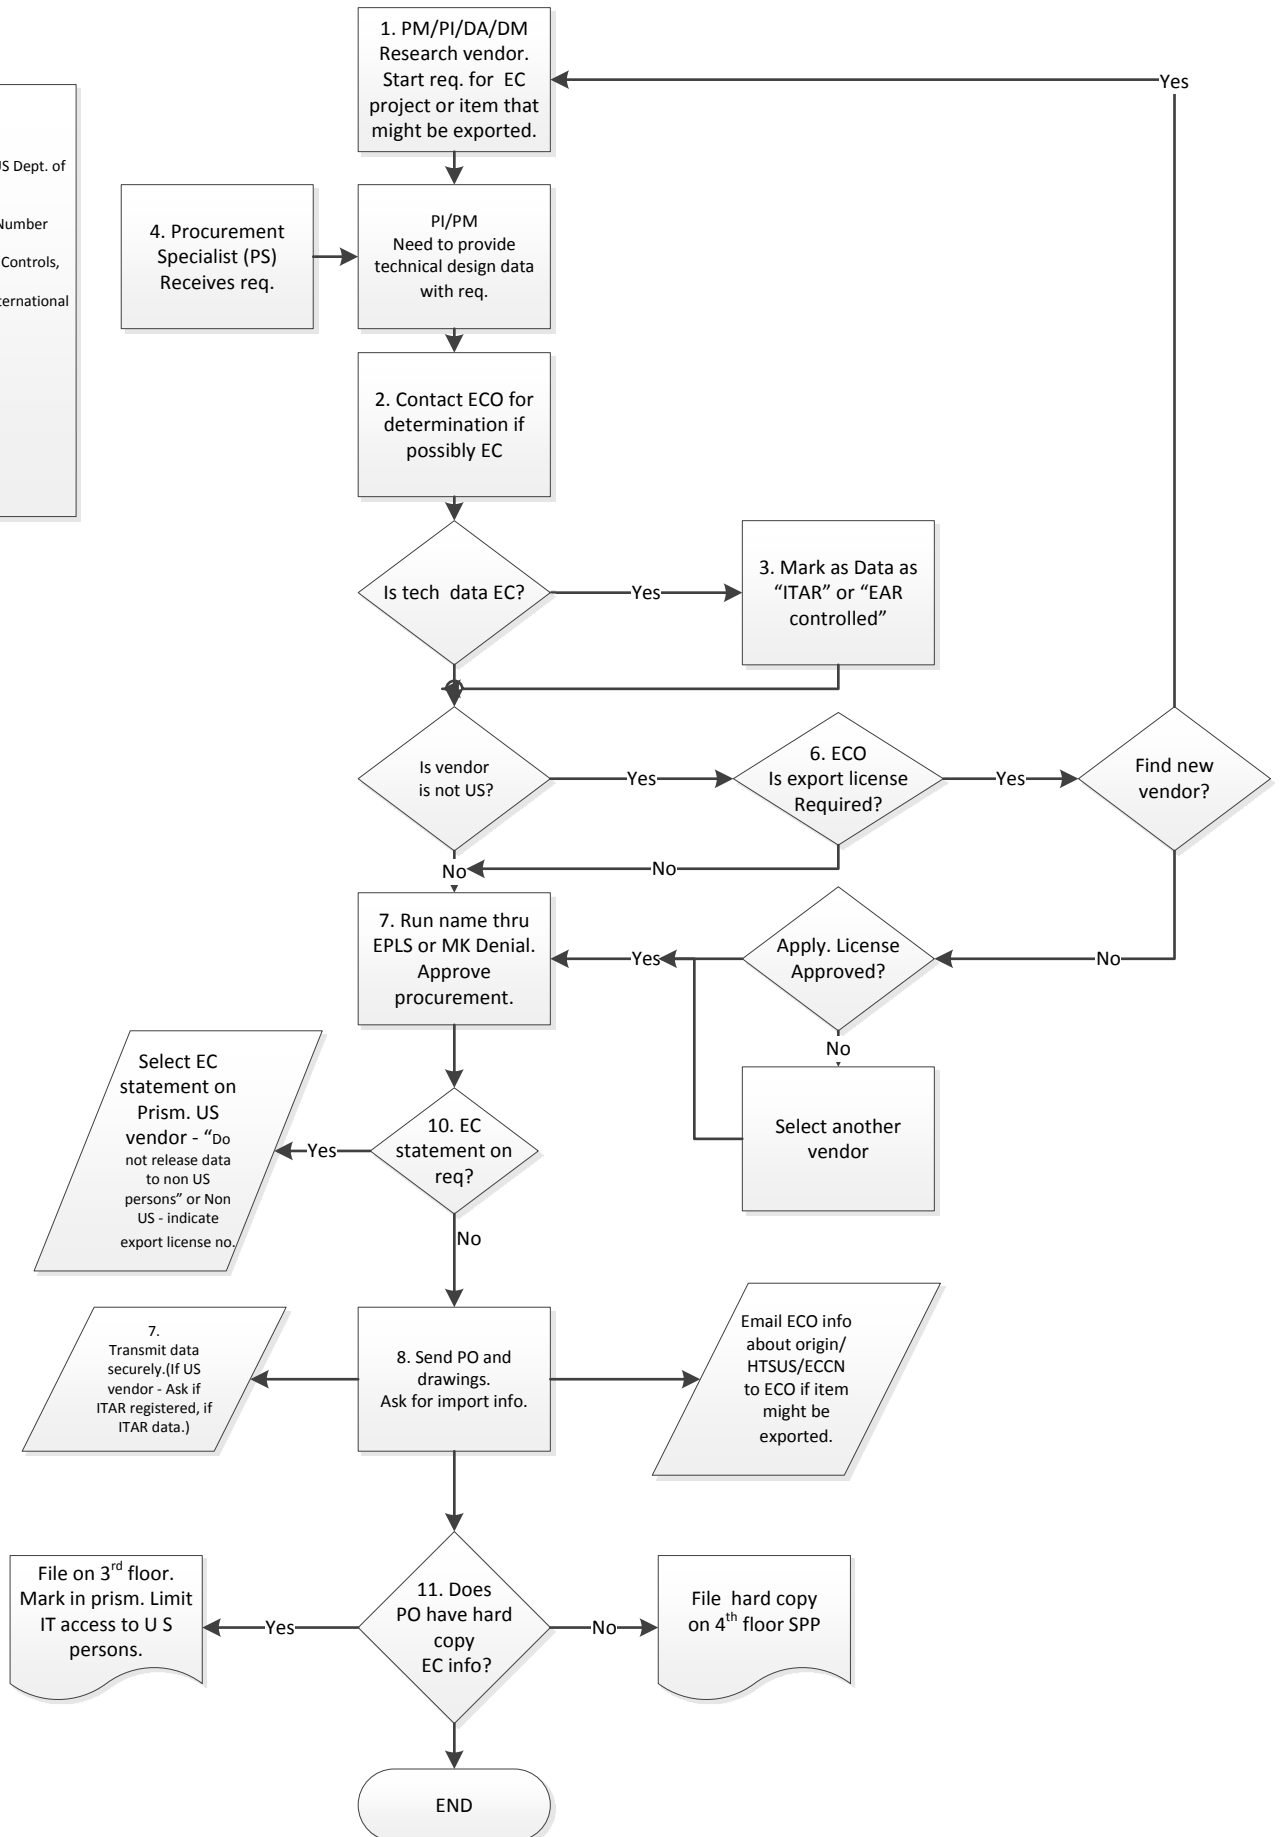 1. PM/PI/DA/DM
Research vendor.
Start req. for EC
project or item that
might be exported.
Yes
US Dept. of
Number
Controls,
ternational
4. Procurement
Specialist (PS)
Receives req.
PI/PM
Need to provide
technical design data
with req.
2. Contact ECO for
determination if
possibly EC
Is tech data EC?
Yes
3. Mark as Data as
“ITAR” or “EAR
controlled”
Is vendor
is not US?
Yes
6. ECO
Is export license
Required?
Yes
Find new
vendor?
No
No
7. Run name thru
EPLS or MK Denial.
Approve
procurement.
Yes
Apply. License
Approved?
No
No
Select another
vendor
Select EC
statement on
Prism. US
vendor - “Do
not release data
to non US
persons” or Non
US - indicate
export license no.
Yes
10. EC
statement on
req?
No
7.
Transmit data
securely.(If US
vendor - Ask if
ITAR registered, if
ITAR data.)
8. Send PO and
drawings.
Ask for import info.
Email ECO info
about origin/
HTSUS/ECCN
to ECO if item
might be
exported.
File on 3rd floor.
Mark in prism. Limit
IT access to U S
persons.
Yes
11. Does
PO have hard
copy
EC info?
No
File hard copy
on 4th floor SPP
END